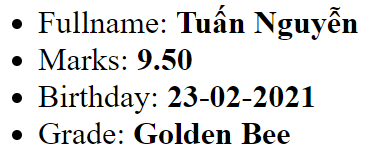 • Fullname: Tuấn Nguyễn
• Marks: 9.50
• Birthday: 23-02-2021
• Grade: Golden Bee